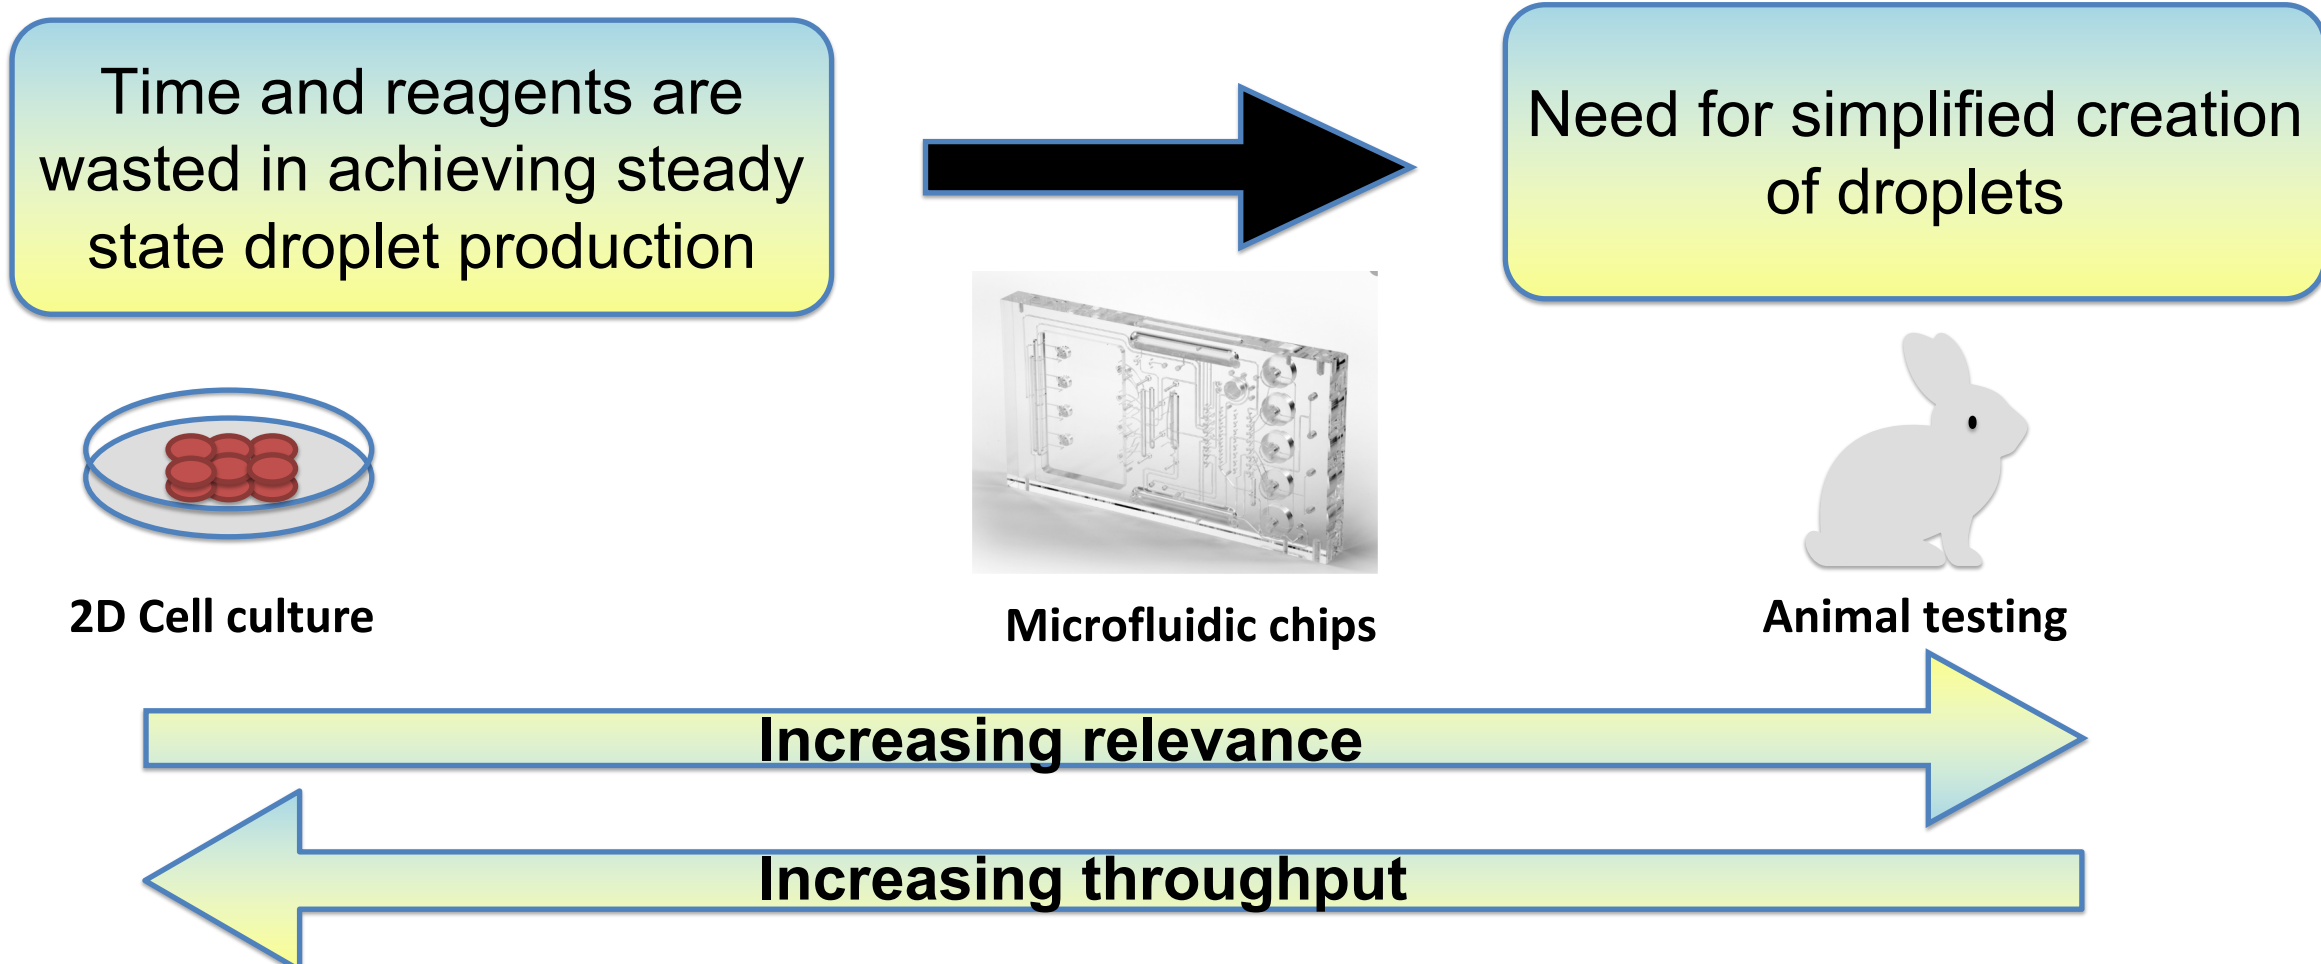 Time and reagents are
wasted in achieving steady
state droplet production
Need for simplified creation
of droplets
2D Cell culture
Microfluidic chips
Animal testing
Increasing relevance
Increasing throughput